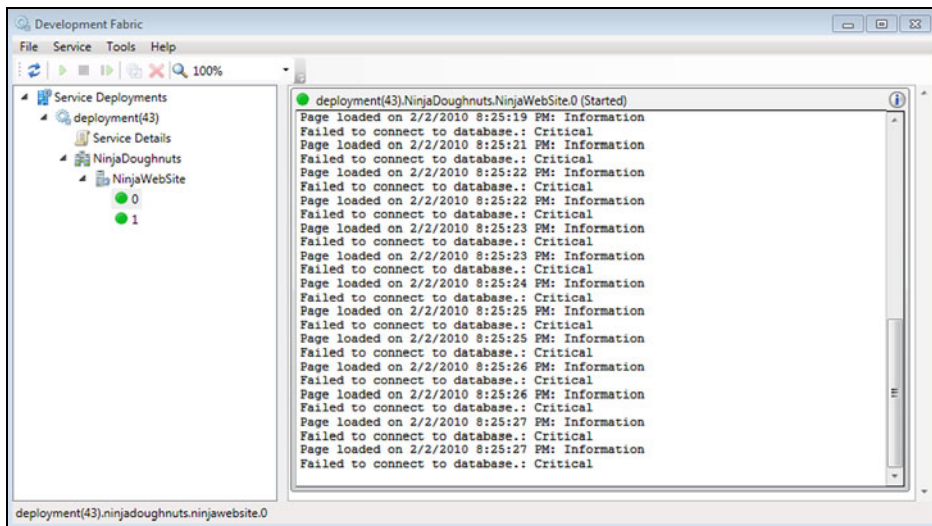 Development Fabric
File Service Tools Help
100%
Service Deployments
deployment(43)
Service Details
NinjaDoughnuts
NinjaWebSite
0
1
deployment(43).NinjaDoughnuts.NinjaWebSite.0 (Started)
Page loaded on 2/2/2010 8:25:19 PM: Information
Failed to connect to database.: Critical
Page loaded on 2/2/2010 8:25:21 PM: Information
Failed to connect to database.: Critical
Page loaded on 2/2/2010 8:25:22 PM: Information
Failed to connect to database.: Critical
Page loaded on 2/2/2010 8:25:22 PM: Information
Failed to connect to database.: Critical
Page loaded on 2/2/2010 8:25:23 PM: Information
Failed to connect to database.: Critical
Page loaded on 2/2/2010 8:25:23 PM: Information
Failed to connect to database.: Critical
Page loaded on 2/2/2010 8:25:24 PM: Information
Failed to connect to database.: Critical
Page loaded on 2/2/2010 8:25:25 PM: Information
Failed to connect to database.: Critical
Page loaded on 2/2/2010 8:25:25 PM: Information
Failed to connect to database.: Critical
Page loaded on 2/2/2010 8:25:26 PM: Information
Failed to connect to database.: Critical
Page loaded on 2/2/2010 8:25:26 PM: Information
Failed to connect to database.: Critical
Page loaded on 2/2/2010 8:25:27 PM: Information
Failed to connect to database.: Critical
Page loaded on 2/2/2010 8:25:27 PM: Information
Failed to connect to database.: Critical
deployment(43).ninjadoughnuts.ninjawebsite.0